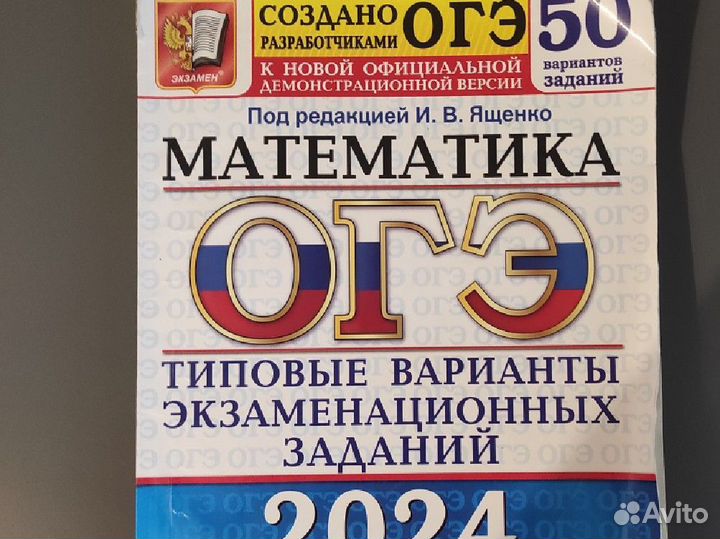 СОЗДАНО
РАЗРАБОТЧИКАМИ
ОГЭ
50
вариантов
заданий
ЭКЗАМЕН®
К НОВОЙ ОФИЦИАЛЬНОЙ
ДЕМОНСТРАЦИОННОЙ ВЕРСИИ
Под редакцией И. В. Ященко
МАТЕМАТИКА
ОГЭ
ТИПОВЫЕ ВАРИАНТЫ
ЭКЗАМЕНАЦИОННЫХ
ЗАДАНИЙ
2024
Avito